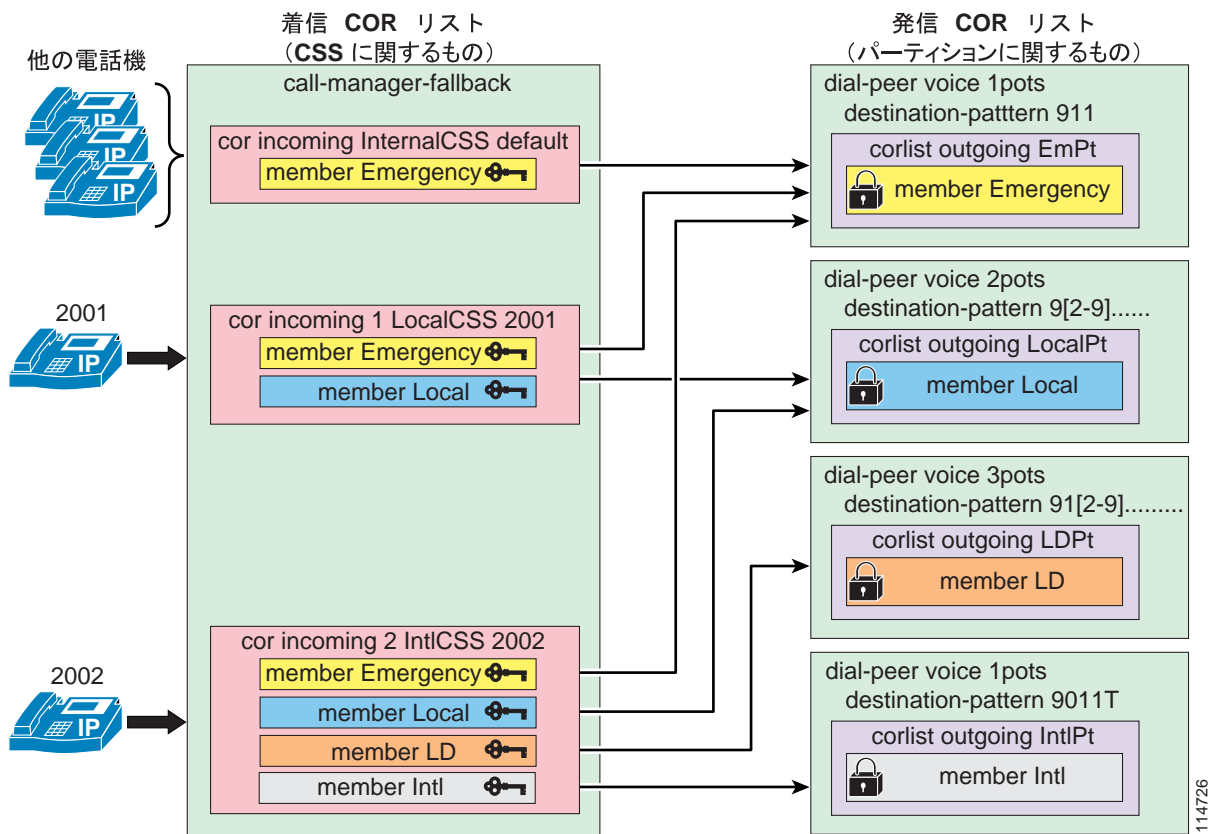 着信 COR リスト
（CSS に関するもの）
発信 COR リスト
（パーティションに関するもの）
他の電話機
IP
IP
IP
call-manager-fallback
cor incoming InternalCSS default
member Emergency
2001
IP
cor incoming 1 LocalCSS 2001
member Emergency
member Local
2002
IP
cor incoming 2 IntlCSS 2002
member Emergency
member Local
member LD
member Intl
dial-peer voice 1pots
destination-patttern 911
corlist outgoing EmPt
member Emergency
dial-peer voice 2pots
destination-pattern 9[2-9]......
corlist outgoing LocalPt
member Local
dial-peer voice 3pots
destination-pattern 91[2-9].........
corlist outgoing LDPt
member LD
dial-peer voice 1pots
destination-pattern 9011T
corlist outgoing IntlPt
member Intl
114726